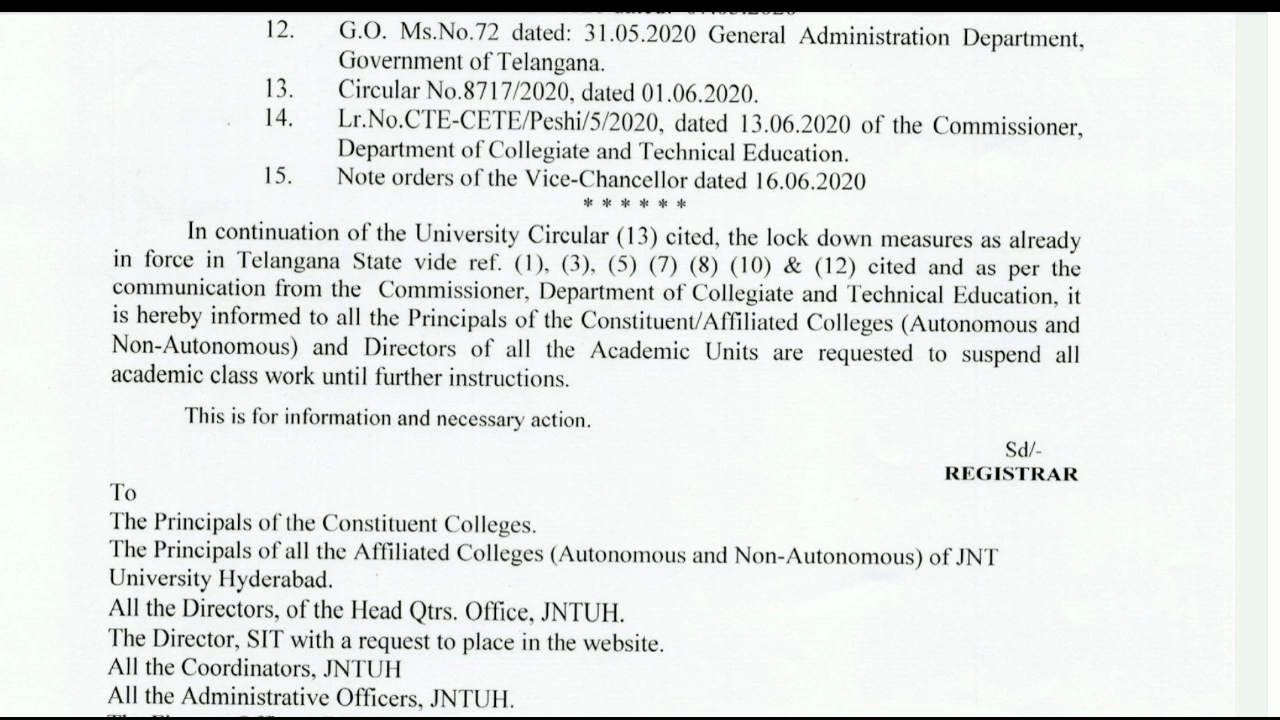 12. G.O. Ms.No.72 dated: 31.05.2020 General Administration Department,
Government of Telangana.
13. Circular No.8717/2020, dated 01.06.2020.
14. Lr.No.CTE-CETE/Peshi/5/2020, dated 13.06.2020 of the Commissioner,
Department of Collegiate and Technical Education.
15. Note orders of the Vice-Chancellor dated 16.06.2020
* * * * * *
In continuation of the University Circular (13) cited, the lock down measures as already
in force in Telangana State vide ref. (1), (3), (5) (7) (8) (10) & (12) cited and as per the
communication from the Commissioner, Department of Collegiate and Technical Education, it
is hereby informed to all the Principals of the Constituent/Affiliated Colleges (Autonomous and
Non-Autonomous) and Directors of all the Academic Units are requested to suspend all
academic class work until further instructions.
This is for information and necessary action.
Sd/-
REGISTRAR
To
The Principals of the Constituent Colleges.
The Principals of all the Affiliated Colleges (Autonomous and Non-Autonomous) of JNT
University Hyderabad.
All the Directors, of the Head Qtrs. Office, JNTUH.
The Director, SIT with a request to place in the website.
All the Coordinators, JNTUH
All the Administrative Officers, JNTUH.